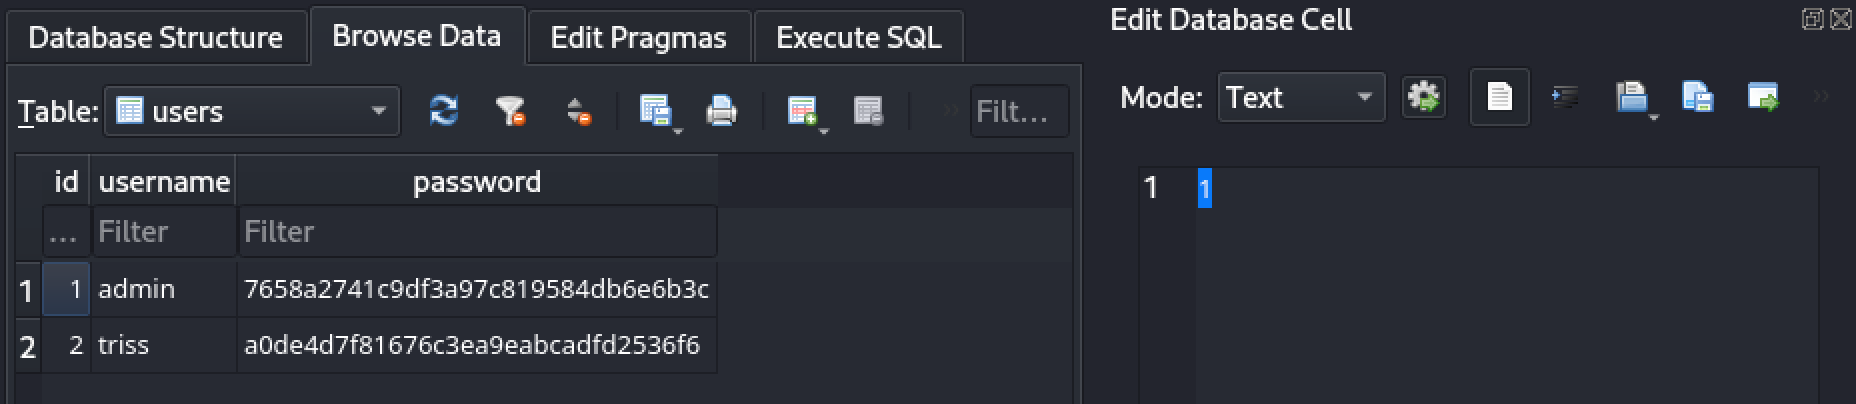 Database Structure Browse Data Edit Pragmas Execute SQL
Table: users Filt...
id username password
... Filter Filter
1 1 admin 7658a2741c9df3a97c819584db6e6b3c
2 2 triss a0de4d7f81676c3ea9eabcadfd2536f6
Edit Database Cell
Mode: Text
1 1